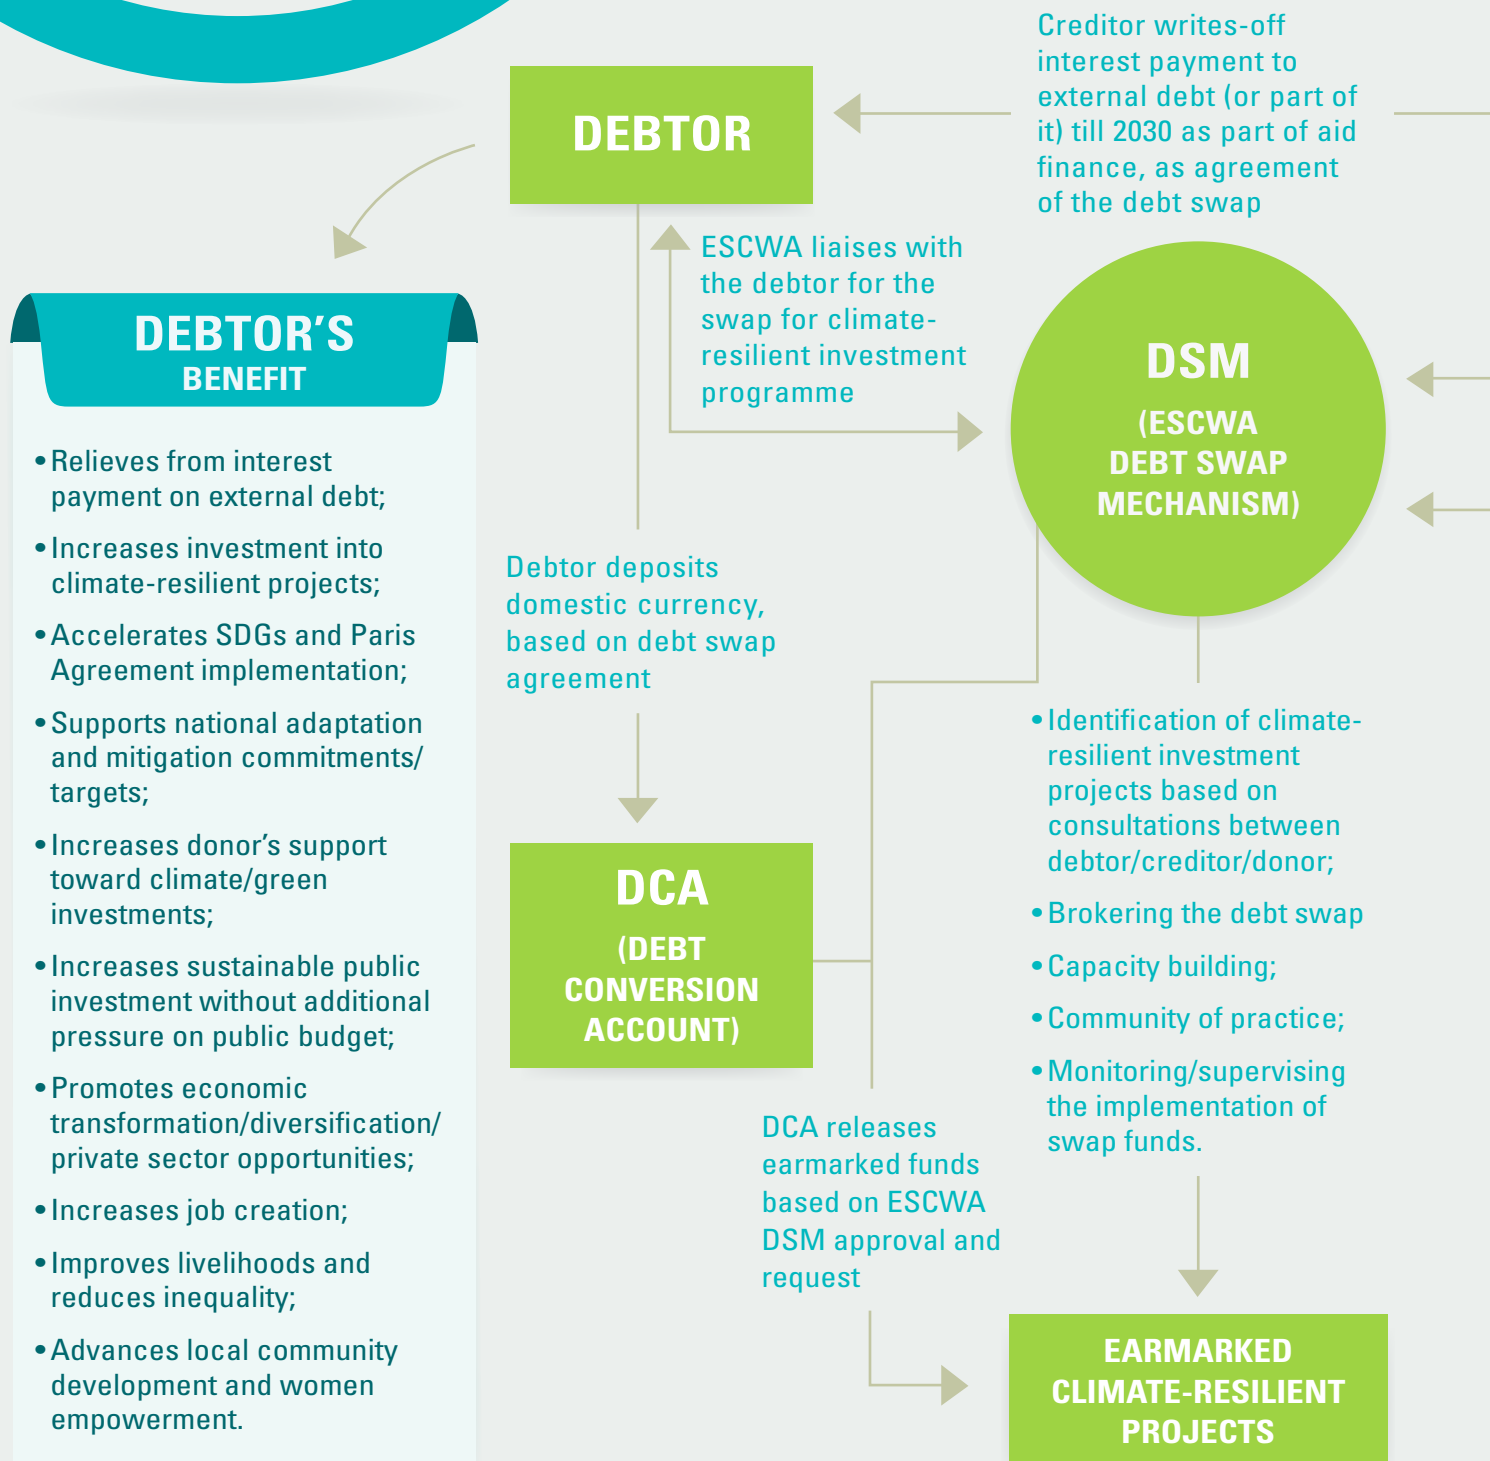 Creditor writes-off
interest payment to
external debt (or part of
it) till 2030 as part of aid
finance, as agreement
of the debt swap
DEBTOR
ESCWA liaises with
the debtor for the
swap for climate-
resilient investment
programme
DSM
(ESCWA
DEBT SWAP
MECHANISM)
DEBTOR'S
BENEFIT
•Relieves from interest
payment on external debt;
•Increases investment into
climate-resilient projects;
•Accelerates SDGs and Paris
Agreement implementation;
•Supports national adaptation
and mitigation commitments/
targets;
•Increases donor's support
toward climate/green
investments;
•Increases sustainable public
investment without additional
pressure on public budget;
•Promotes economic
transformation/diversification/
private sector opportunities;
•Increases job creation;
•Improves livelihoods and
reduces inequality;
•Advances local community
development and women
empowerment.
Debtor deposits
domestic currency,
based on debt swap
agreement
DCA
(DEBT
CONVERSION
ACCOUNT)
•Identification of climate-
resilient investment
projects based on
consultations between
debtor/creditor/donor;
•Brokering the debt swap
•Capacity building;
•Community of practice;
•Monitoring/supervising
the implementation of
swap funds.
DCA releases
earmarked funds
based on ESCWA
DSM approval and
request
EARMARKED
CLIMATE-RESILIENT
PROJECTS